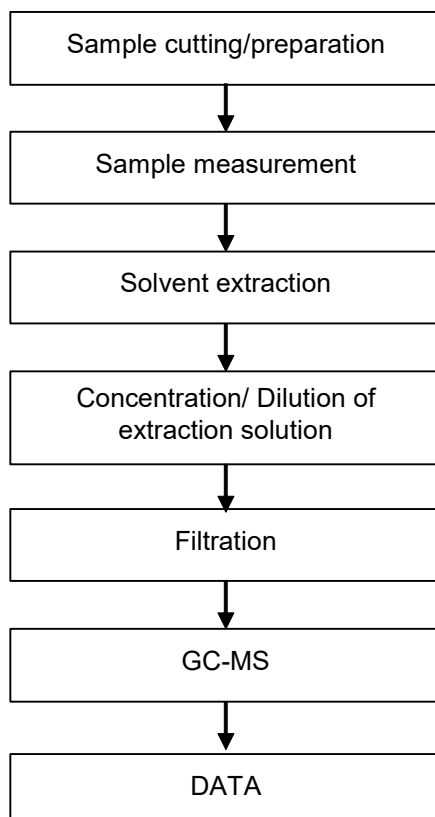 Sample cutting/preparation
Sample measurement
Solvent extraction
Concentration/ Dilution of
extraction solution
Filtration
GC-MS
DATA